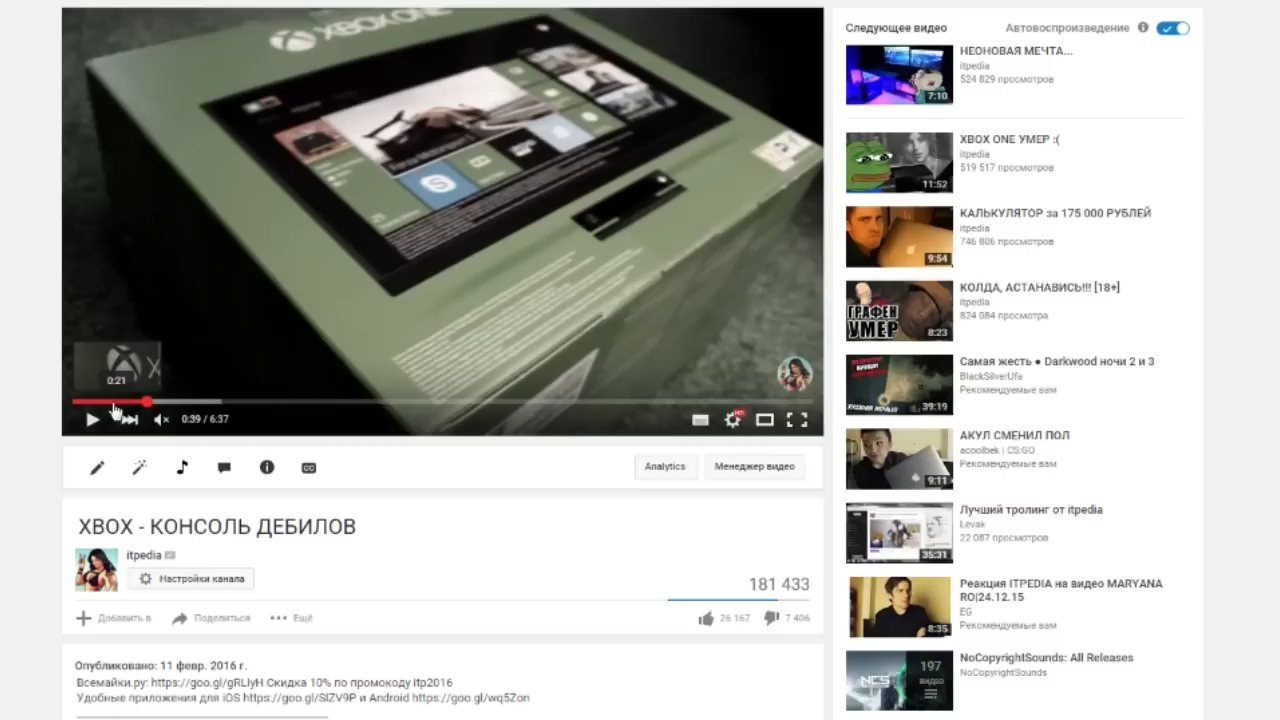 XBOX ONE
0:21
0:39 / 6:37
HD
Analytics
Менеджер видео
XBOX - КОНСОЛЬ ДЕБИЛОВ
itpedia
Настройки канала
181 433
Добавить в
Поделиться
Ещё
26 167
7 406
Опубликовано: 11 февр. 2016 г.
Всемайки.ру: https://goo.gl/
по промокоду itp2016
Удобные приложения для iOS https://goo.gl/SlZV9P и Android https://goo.gl/wq5Zon
Следующее видео
Автовоспроизведение
НЕОНОВАЯ МЕЧТА...
itpedia
524 829 просмотров
7:10
XBOX ONE УМЕР :(
itpedia
519 517 просмотров
11:52
КАЛЬКУЛЯТОР за 175 000 РУБЛЕЙ
itpedia
746 806 просмотров
9:54
КОЛДА, АСТАНАВИСЬ!!! [18+]
itpedia
824 084 просмотра
ГРАФЕН
УМЕР
8:23
Самая жесть ● Darkwood ночи 2 и 3
BlackSilverUfa
Рекомендуемые вам
39:19
АКУЛ СМЕНИЛ ПОЛ
acoolbek | CS:GO
Рекомендуемые вам
9:11
Лучший тролинг от itpedia
Levak
22 087 просмотров
35:31
Реакция ITPEDIA на видео MARYANA
RO|24.12.15
EG
Рекомендуемые вам
8:35
NoCopyrightSounds: All Releases
NoCopyrightSounds
NCS
197
видео